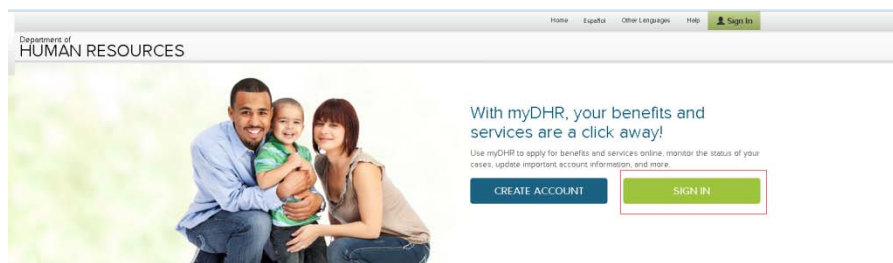 Home Español Other Languages Help Sign In
Department of
HUMAN RESOURCES
With myDHR, your benefits and
services are a click away!
Use myDHR to apply for benefits and services online, monitor the status of your
cases, update important account information, and more.
CREATE ACCOUNT SIGN IN